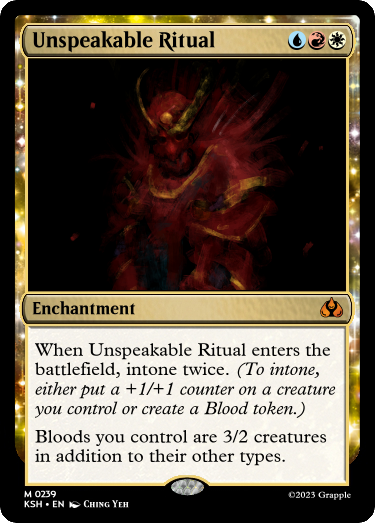 Unspeakable Ritual
Enchantment
When Unspeakable Ritual enters the
battlefield, intone twice. (To intone,
either put a +1/+1 counter on a creature
you control or create a Blood token.)
Bloods you control are 3/2 creatures
in addition to their other types.
M 0239
KSH • EN Ching Yeh
©2023 Grapple